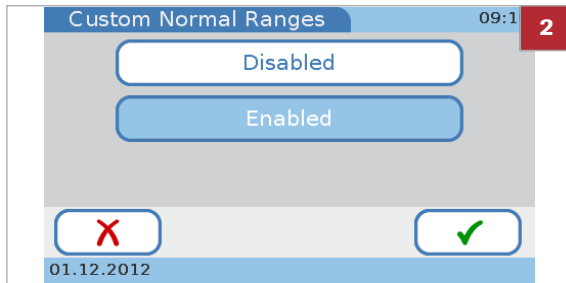 Custom Normal Ranges 09:1
2
Disabled
Enabled
01.12.2012